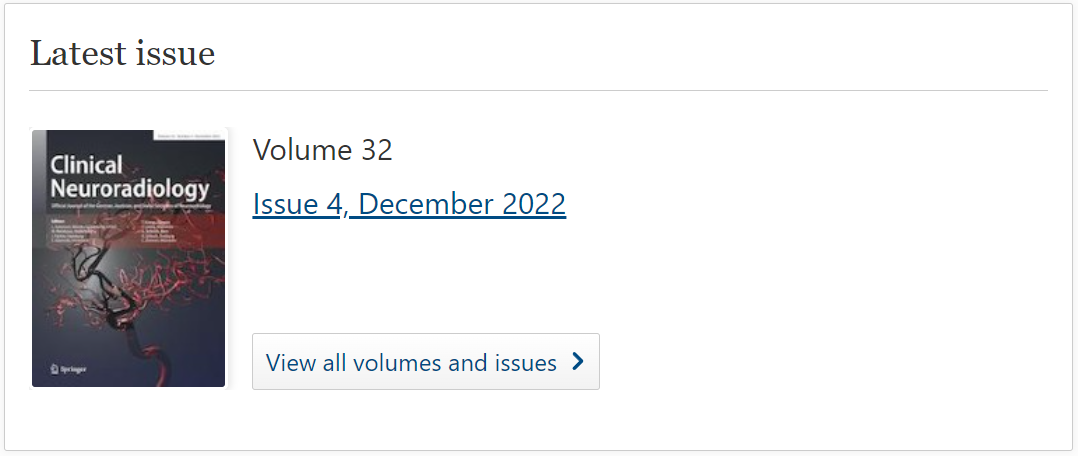 Latest issue
Clinical
Neuroradiology
Springer
Volume 32
Issue 4, December 2022
View all volumes and issues